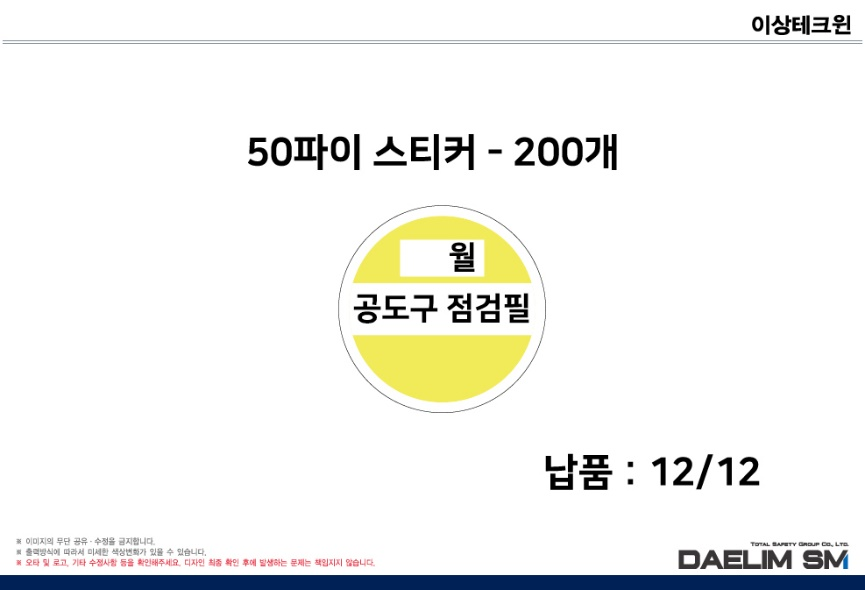 이상테크윈
50파이 스티커 - 200개
월
공도구 점검필
납품 : 12/12
※ 이미지의 무단 공유 · 수정을 금지합니다.
※ 출력방식에 따라서 미세한 색상변화가 있을 수 있습니다.
※ 오타 및 로고, 기타 수정사항 등을 확인해주세요. 디자인 최종 확인 후에 발생하는 문제는 책임지지 않습니다.
TOTAL SAFETY GROUP CO., LTD.
DAELIM SM